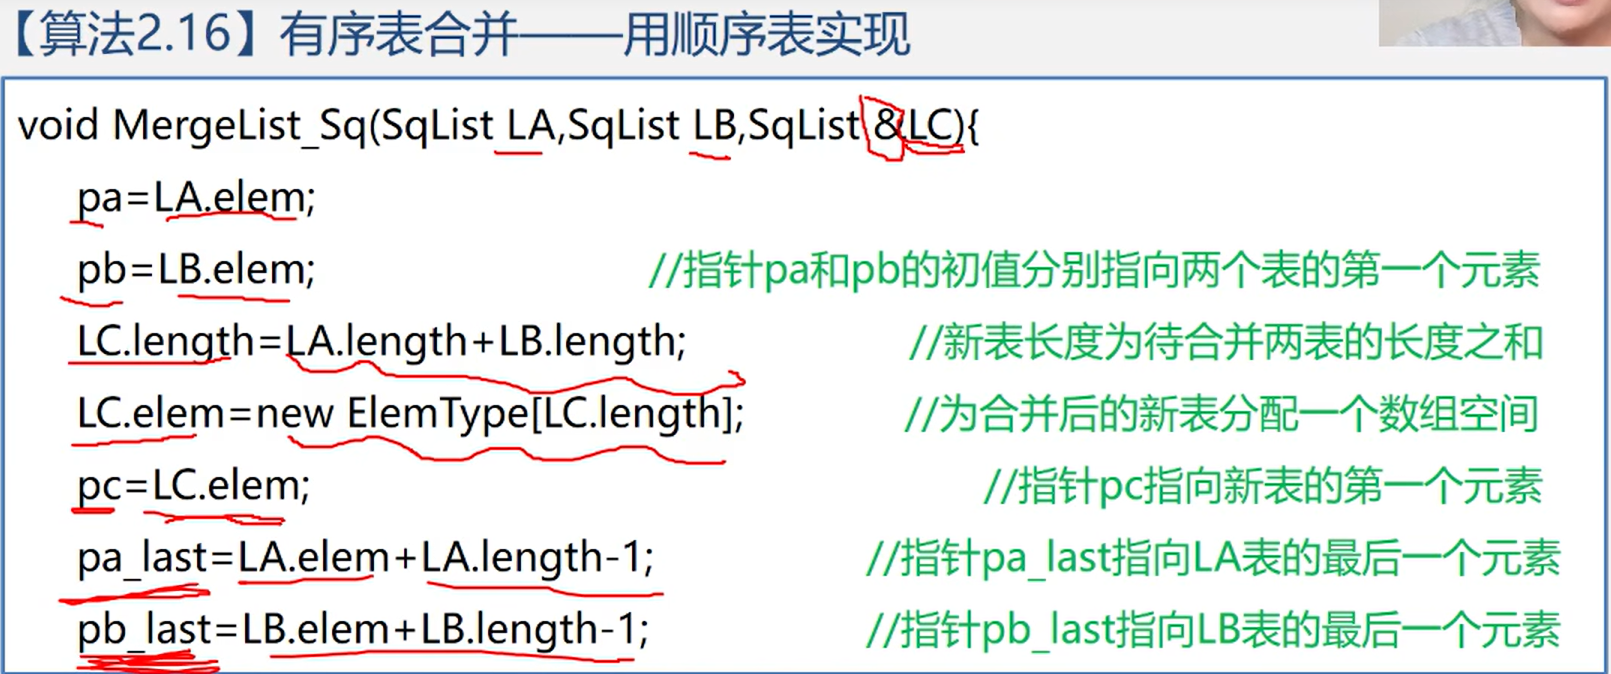 【算法2.16】有序表合并——用顺序表实现
void MergeList_Sq(SqList LA,SqList LB,SqList &LC){
pa=LA.elem;
pb=LB.elem; //指针pa和pb的初值分别指向两个表的第一个元素
LC.length=LA.length+LB.length; //新表长度为待合并两表的长度之和
LC.elem=new ElemType[LC.length]; //为合并后的新表分配一个数组空间
pc=LC.elem; //指针pc指向新表的第一个元素
pa_last=LA.elem+LA.length-1; //指针pa_last指向LA表的最后一个元素
pb_last=LB.elem+LB.length-1; //指针pb_last指向LB表的最后一个元素